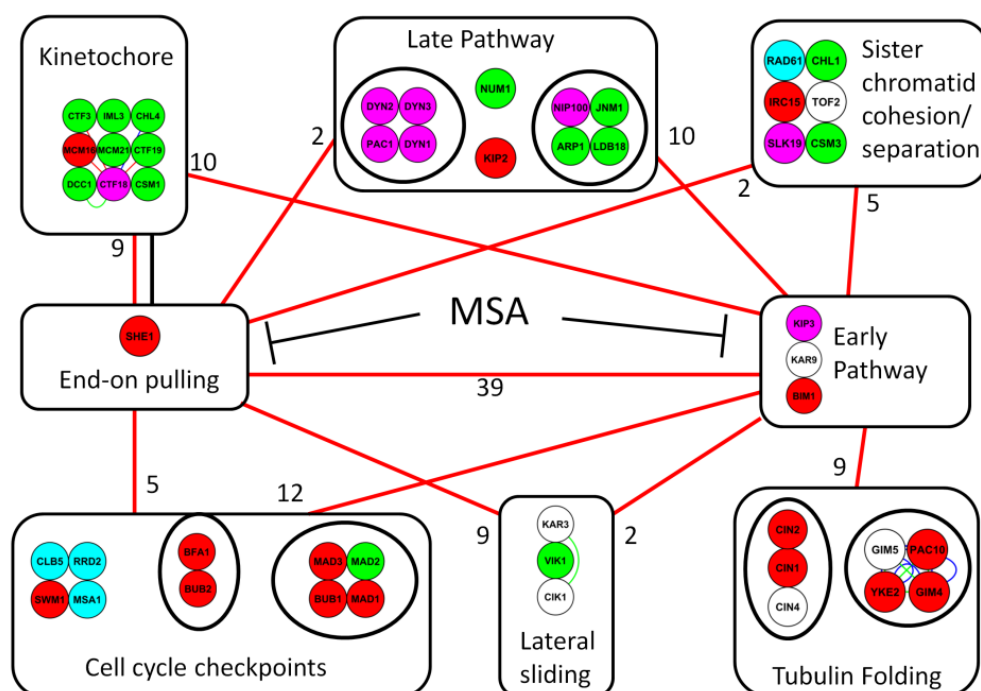 Kinetochore
CTF3 IML3 CHL4
MCM16 MCM21 CTF19
DCC1 CTF18 CSM1
Late Pathway
DYN2 DYN3
PAC1 DYN1
NUM1
KIP2
NIP100 JNM1
ARP1 LDB18
RAD61 CHL1
IRC15 TOF2
SLK19 CSM3
Sister
chromatid
cohesion/
separation
9
10
2
10
2
5
SHE1
End-on pulling
MSA
39
KIP3
KAR9
BIM1
Early
Pathway
5
12
9
2
9
CLB5 RRD2
SWM1 MSA1
BFA1
BUB2
MAD3 MAD2
BUB1 MAD1
Cell cycle checkpoints
KAR3
VIK1
CIK1
Lateral
sliding
CIN2
CIN1
CIN4
GIM5 PAC10
YKE2 GIM4
Tubulin Folding